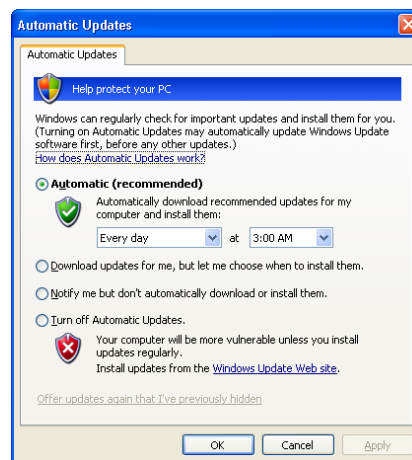 Automatic Updates
Automatic Updates
Help protect your PC
Windows can regularly check for important updates and install them for you.
(Turning on Automatic Updates may automatically update Windows Update
software first, before any other updates.)
How does Automatic Updates work?
Automatic (recommended)
Automatically download recommended updates for my
computer and install them:
Every day at 3:00 AM
Download updates for me, but let me choose when to install them.
Notify me but don't automatically download or install them.
Turn off Automatic Updates.
Your computer will be more vulnerable unless you install
updates regularly.
Install updates from the Windows Update Web site.
Offer updates again that I've previously hidden
OK Cancel Apply